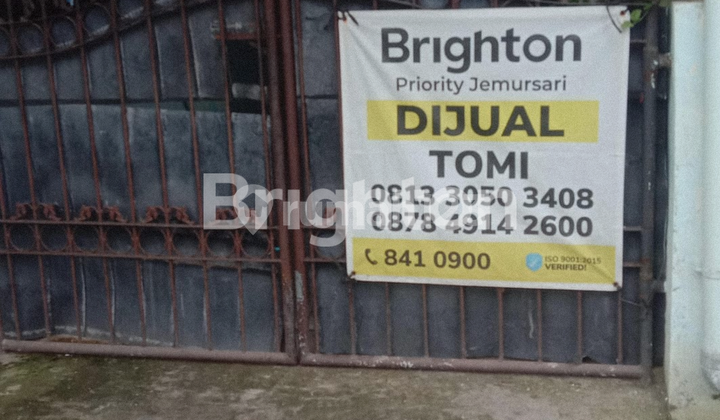 Brighton
Priority Jemursari
DIJUAL
TOMI
0813 3050 3408
0878 4914 2600
841 0900
ISO 9001:2015
VERIFIED!
Brighton